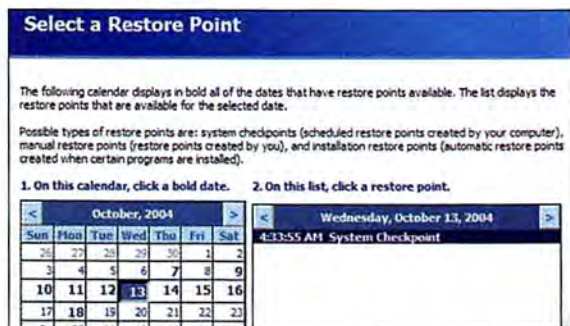 Select a Restore Point
The following calendar displays in bold all of the dates that have restore points available. The list displays the
restore points that are available for the selected date.
Possible types of restore points are: system checkpoints (scheduled restore points created by your computer),
manual restore points (restore points created by you), and installation restore points (automatic restore points
created when certain programs are installed).
1. On this calendar, click a bold date. 2. On this list, click a restore point.
< October, 2004 > < Wednesday, October 13, 2004 >
Sun Mon Tue Wed Thu Fri Sat 4:33:55 AM System Checkpoint
26 27 28 29 30 1 2
3 4 5 6 7 8 9
10 11 12 13 14 15 16
17 18 19 20 21 22 23